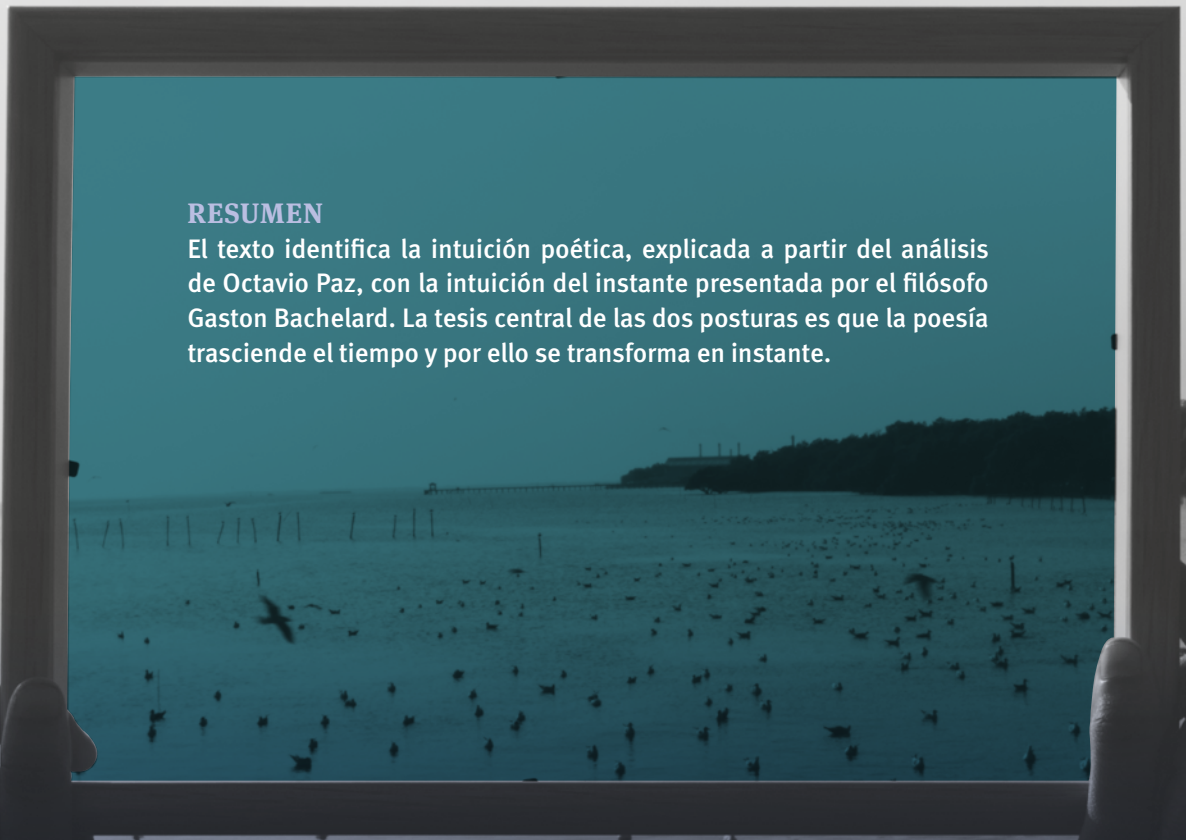 RESUMEN
El texto identifica la intuición poética, explicada a partir del análisis
de Octavio Paz, con la intuición del instante presentada por el filósofo
Gaston Bachelard. La tesis central de las dos posturas es que la poesía
trasciende el tiempo y por ello se transforma en instante.